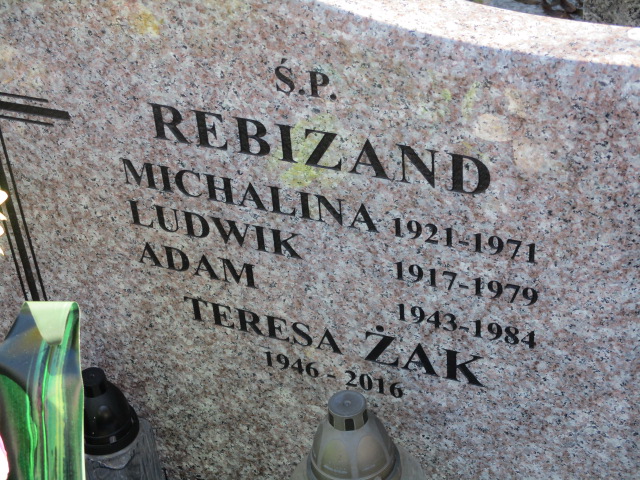 Ś.P.
REBIZAND
MICHALINA 1921-1971
LUDWIK 1917-1979
ADAM 1943-1984
TERESA ŻAK
1946 - 2016